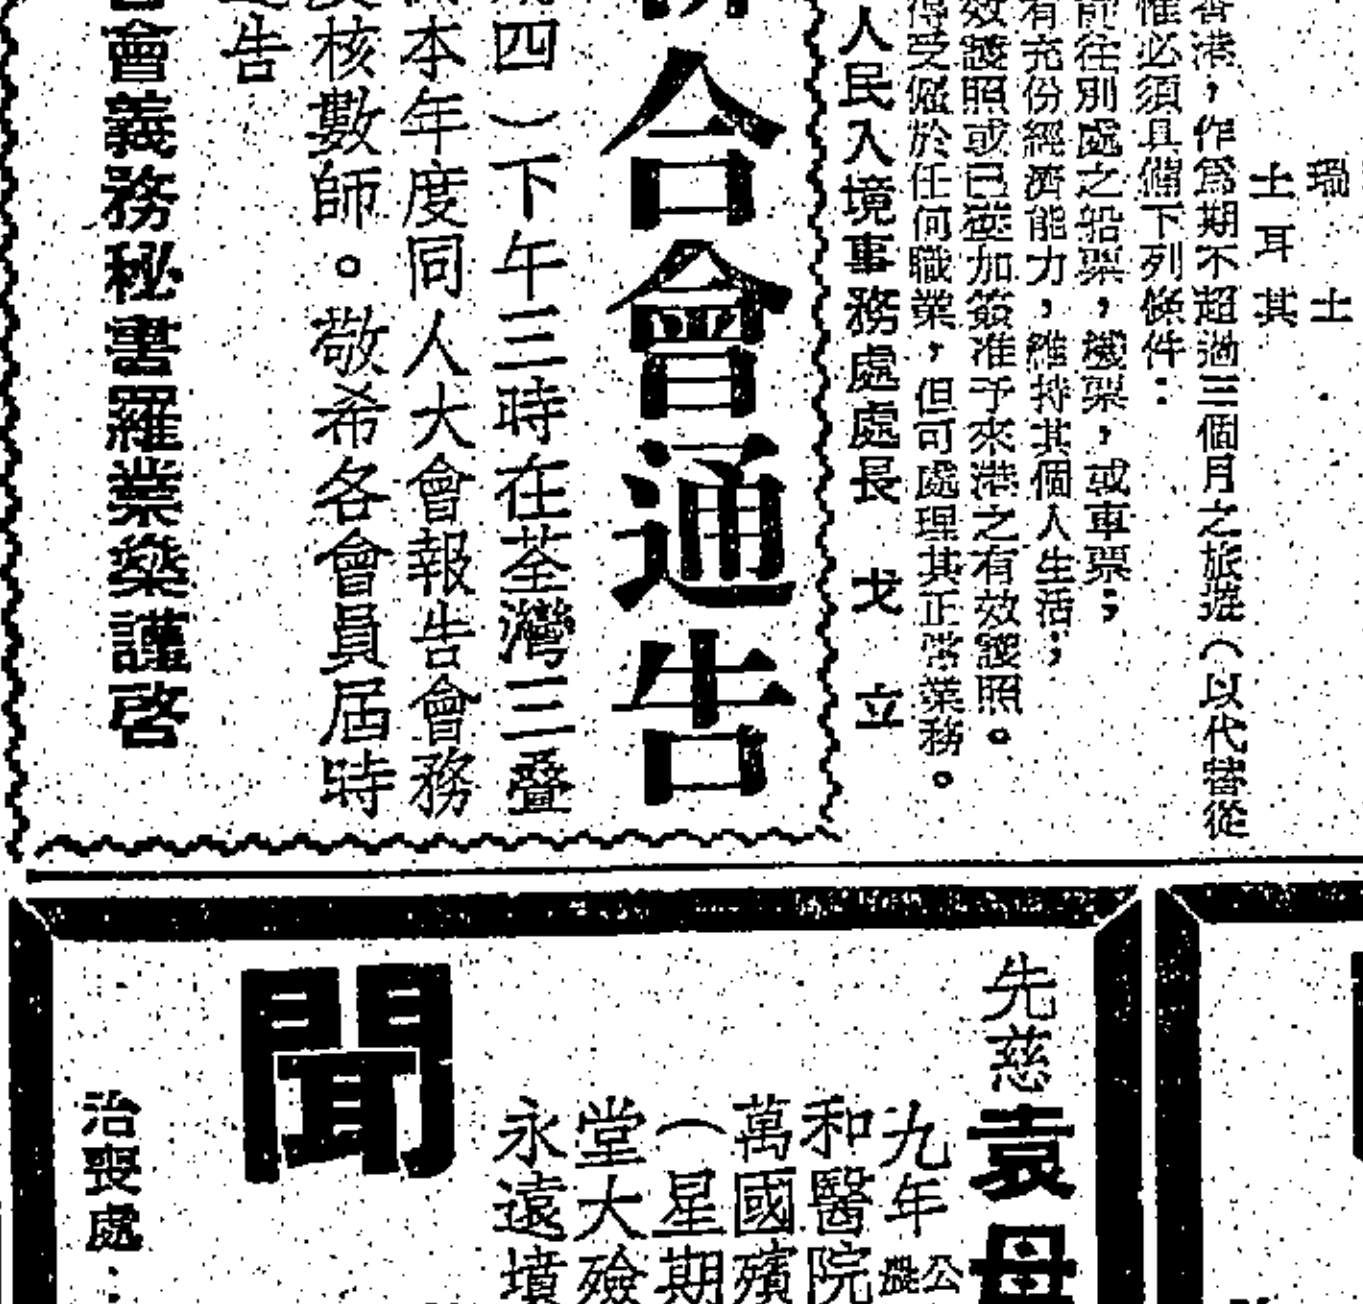 瑞士
土耳其
香港，作爲期不超過三個月之旅遊（以代替從
惟必須具備下列條件：
前往別處之船票，機票，或車票；
有充份經濟能力，維持其個人生活；
效護照或已經加簽准予來港之有效護照。
得受僱於任何職業，但可處理其正常業務。
人民入境事務處處長 戈 立
合會通告
四）下午三時在荃灣三叠
本年度同人大會報告會務
核數師。敬希各會員屆時
告
會義務秘書羅業燊謹啓
先慈袁母
九年 農 公
和醫院
萬國殯
（星期
堂大殮
永遠墳
聞
治喪處：